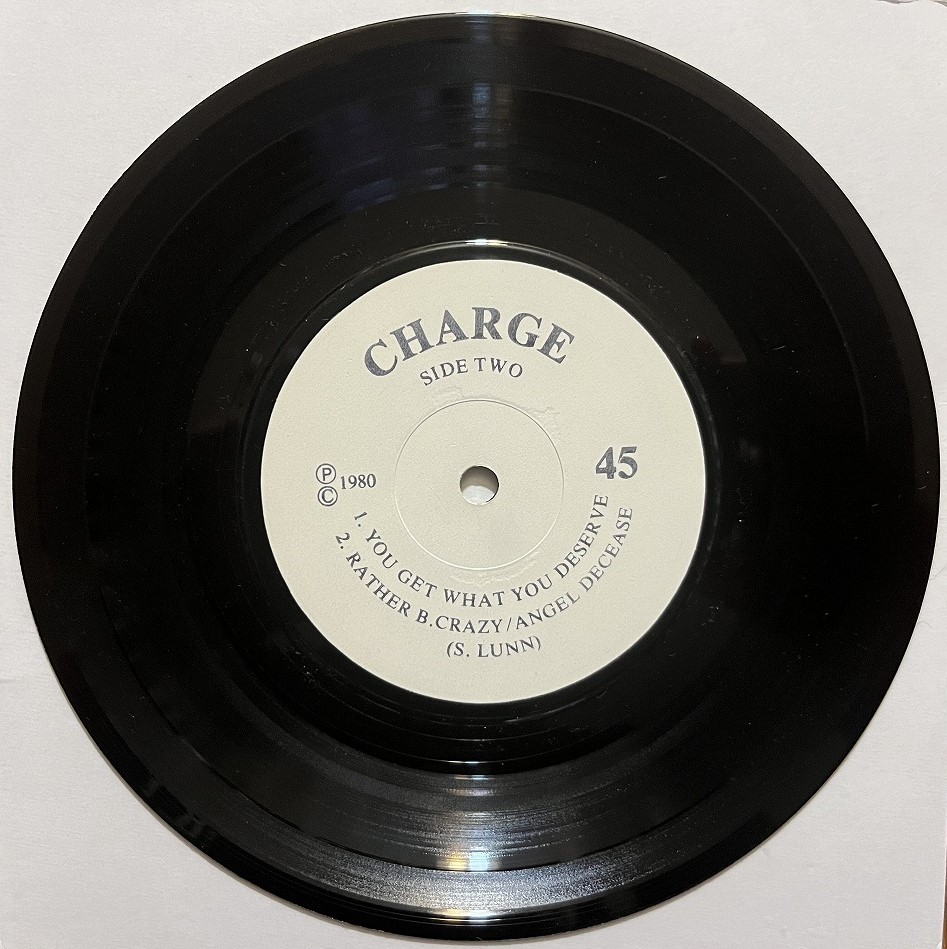 CHARGE
SIDE TWO
45
Ⓟ
Ⓒ
1980
1. YOU GET WHAT YOU DESERVE
2. RATHER B.CRAZY/ANGEL DECEASE
(S. LUNN)